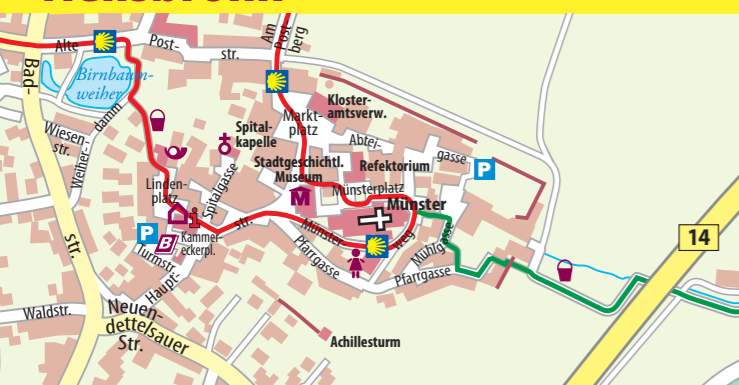 Am
Post
berg
Alte
Post-
str.
Bad-
str.
Birnbaum-
weiher
Kloster-
amtsverw.
Markt-
platz
Wiesen
str.
Weiher-
damm
Spital-
kapelle
Abtei-
gasse
P
Stadtgeschichtl.
Museum
Refektorium
Linden-
platz
Spitalgasse
M
Münsterplatz
Münster
P
B
Kammer-
eckerpl.
str.
Münster
weg
Mühlgasse
14
Turmstr.
Pfarrgasse
Pfarrgasse
Haupt-
Waldstr.
Neuen-
dettelsauer
Str.
Achillesturm